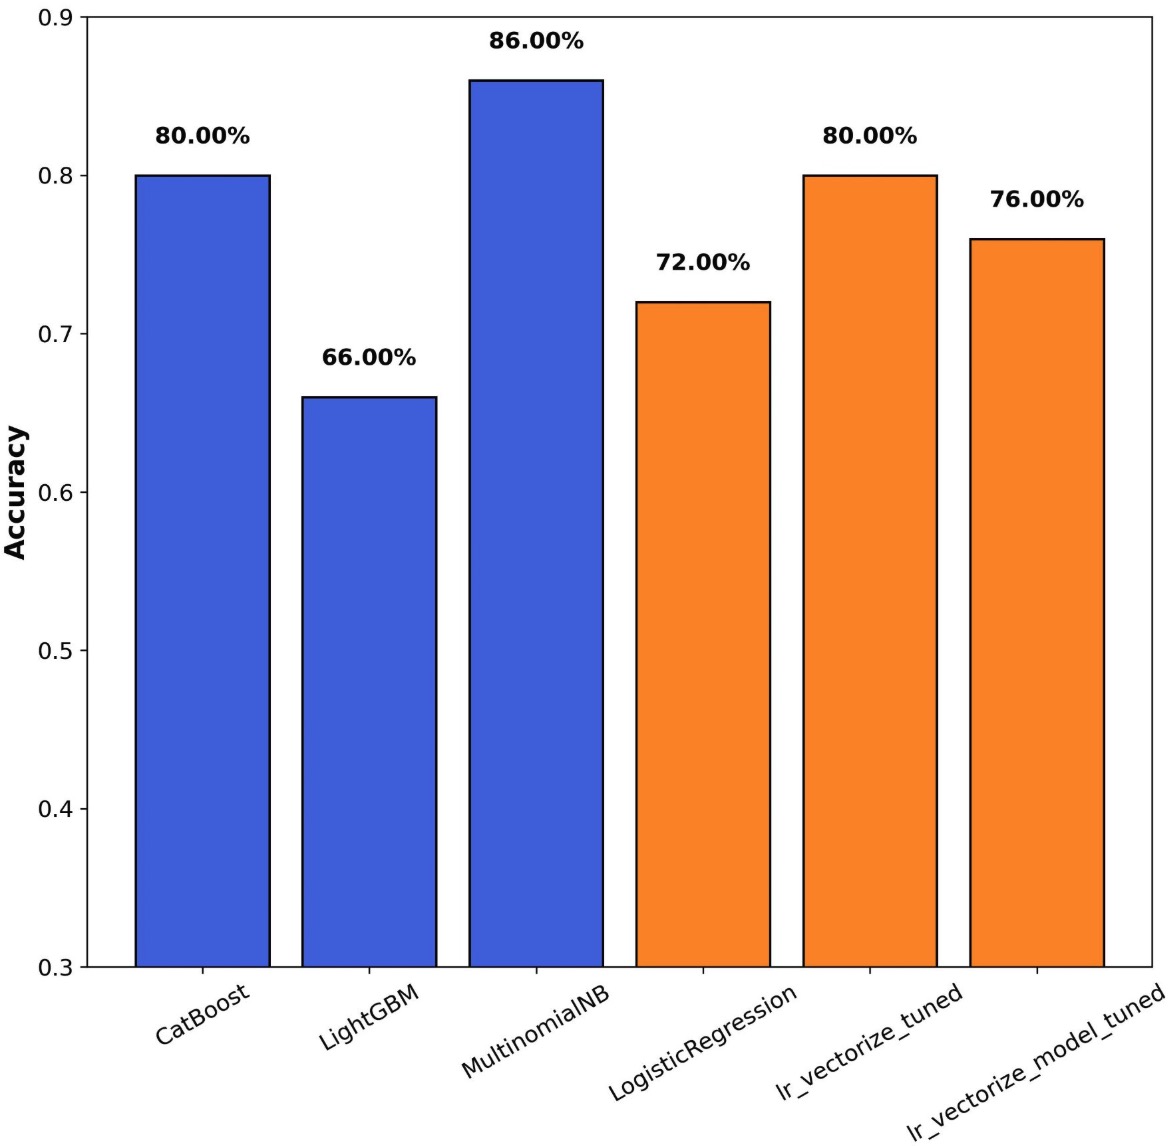 Accuracy
0.9
0.8
0.7
0.6
0.5
0.4
0.3
80.00%
66.00%
86.00%
72.00%
80.00%
76.00%
CatBoost
LightGBM
MultinomialNB
LogisticRegression
lr_vectorize_tuned
lr_vectorize_model_tuned